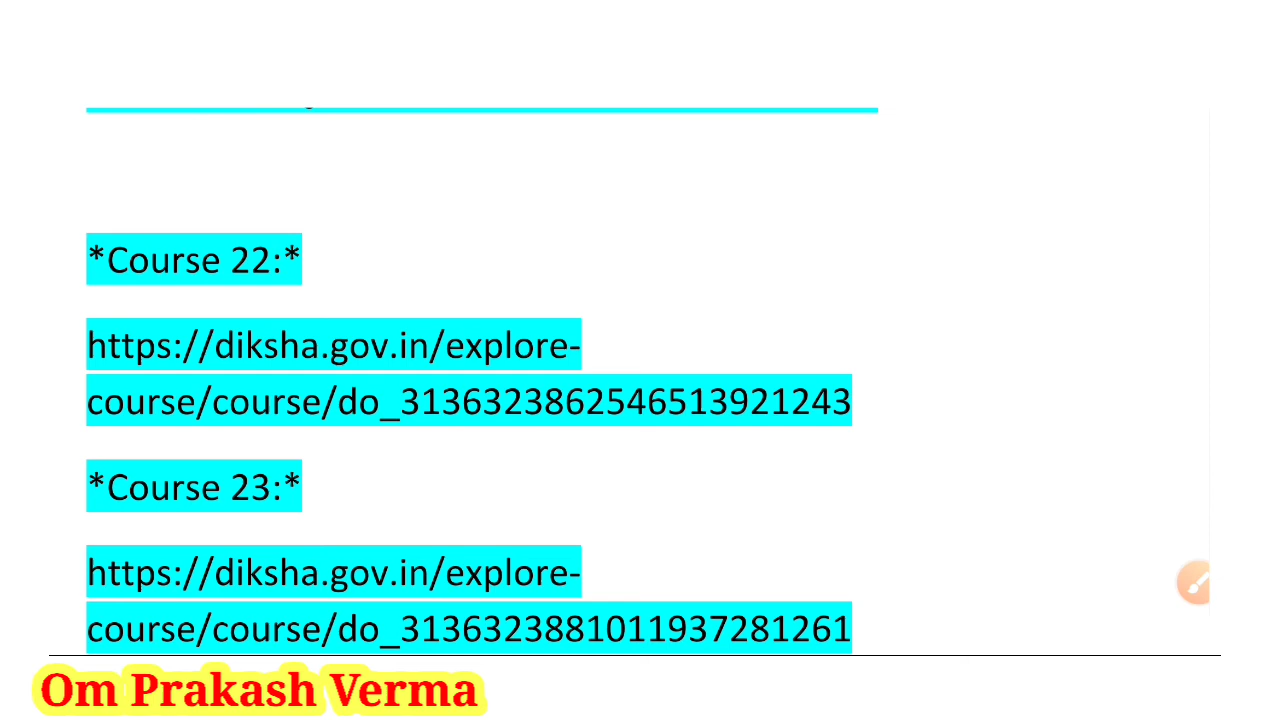 *Course 22:*
https://diksha.gov.in/explore-
course/course/do_3136323862546513921243
*Course 23:*
https://diksha.gov.in/explore-
course/course/do_3136323881011937281261
Om Prakash Verma